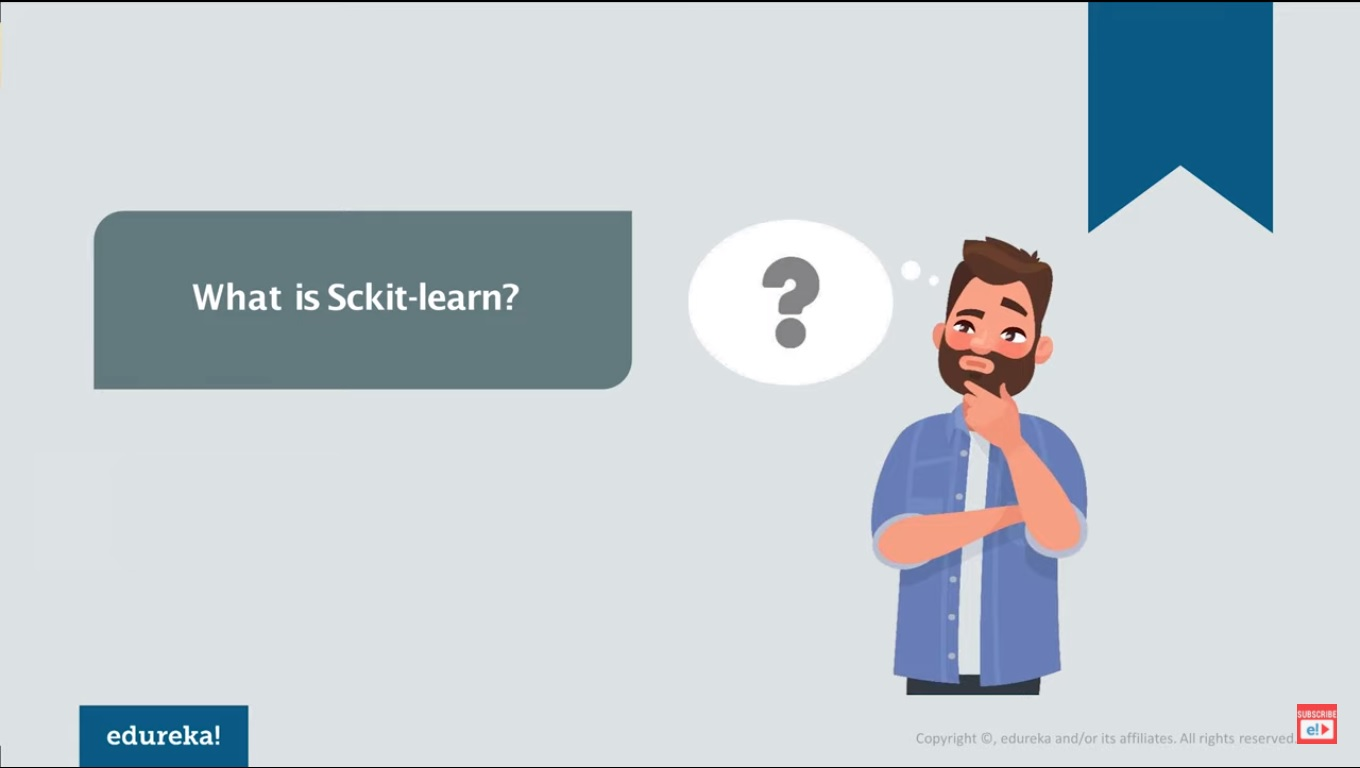 What is Sckit-learn?
?
edureka!
Copyright ©, edureka and/or its affiliates. All rights reserved.
SUBSCRIBE
e!